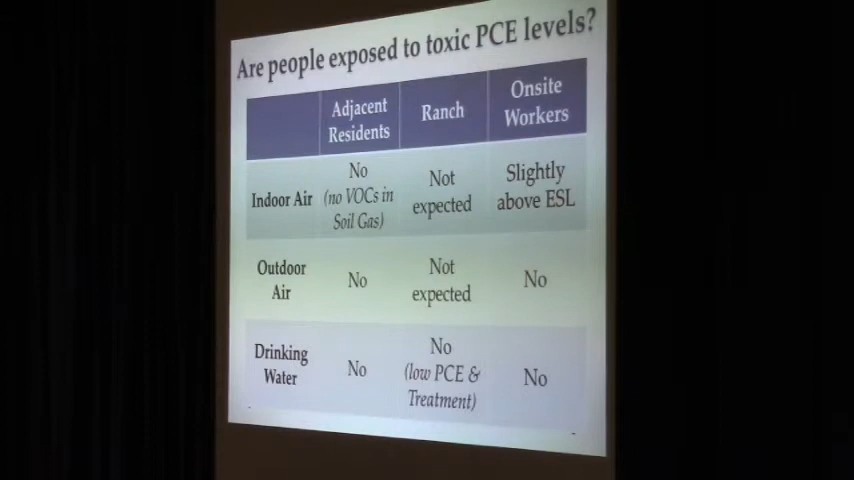 Are people exposed to toxic PCE levels?
Adjacent
Residents
Ranch
Onsite
Workers
Indoor Air
No
(no VOCs in
Soil Gas)
Not
expected
Slightly
above ESL
Outdoor
Air
No
Not
expected
No
Drinking
Water
No
No
(low PCE &
Treatment)
No